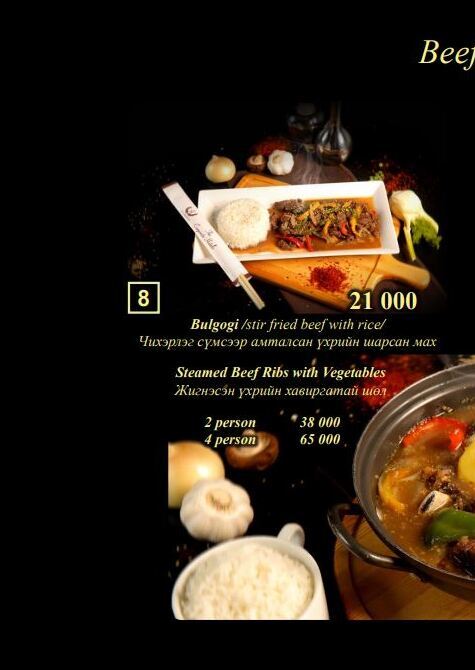 Beef
8
21 000
Bulgogi /stir fried beef with rice/
Чихэрлэг сүмсээр амталсан үхрийн шарсан мах
Steamed Beef Ribs with Vegetables
Жигнэсэн үхрийн хавиргатай шөл
2 person 38 000
4 person 65 000